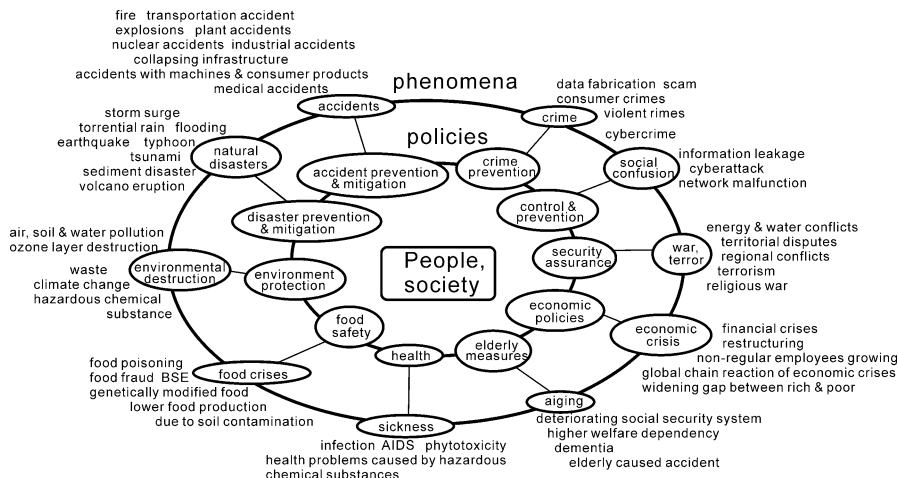 fire transportation accident
explosions plant accidents
nuclear accidents industrial accidents
collapsing infrastructure
accidents with machines & consumer products
medical accidents
accidents
phenomena
data fabrication scam
consumer crimes
violent rimes
crime
cybercrime
storm surge
torrential rain flooding
earthquake typhoon
tsunami
sediment disaster
volcano eruption
natural
disasters
policies
accident prevention
& mitigation
crime
prevention
social
confusion
information leakage
cyberattack
network malfunction
disaster prevention
& mitigation
control &
prevention
air, soil & water pollution
ozone layer destruction
waste
climate change
hazardous chemical
substance
environmental
destruction
environment
protection
People,
society
security
assurance
war,
terror
energy & water conflicts
territorial disputes
regional conflicts
terrorism
religious war
food
safety
health
elderly
measures
economic
policies
economic
crisis
financial crises
restructuring
non-regular employees growing
global chain reaction of economic crises
widening gap between rich & poor
food poisoning
food fraud BSE
genetically modified food
lower food production
due to soil contamination
food crises
sickness
infection AIDS phytotoxicity
health problems caused by hazardous
chemical substances
aiging
deteriorating social security system
higher welfare dependency
dementia
elderly caused accident